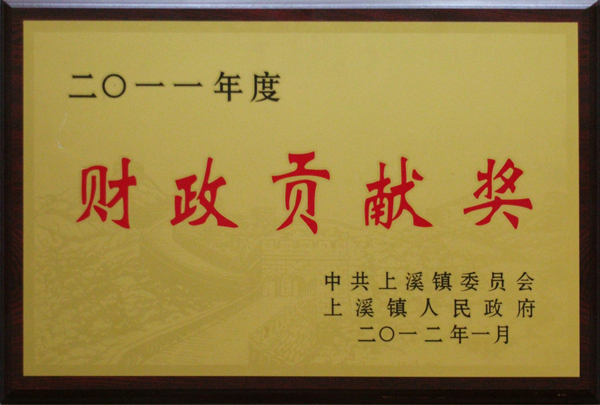 二〇一一年度
财政贡献奖
中共上溪镇委员会
上溪镇人民政府
二〇一二年一月